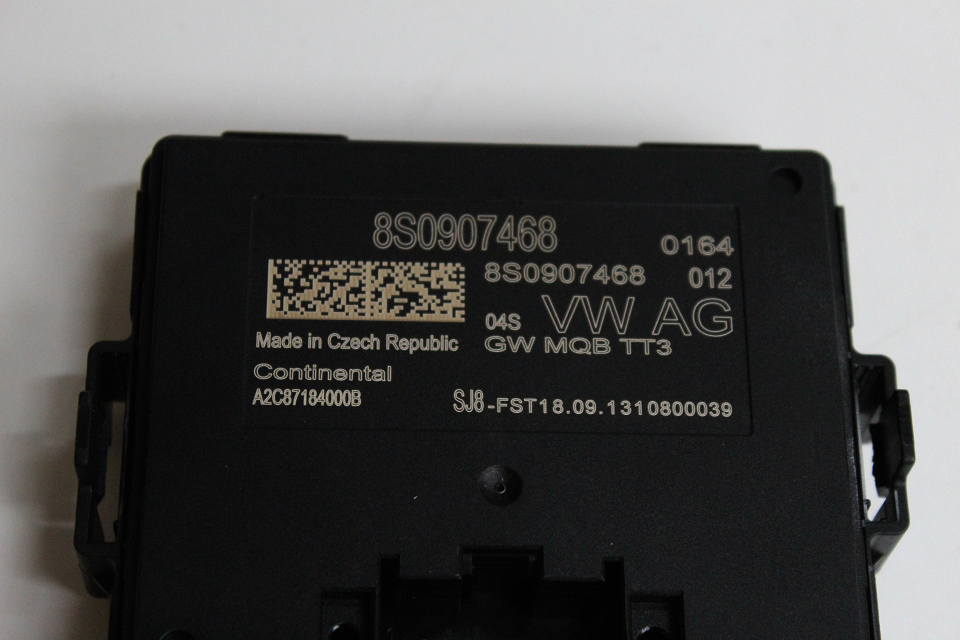 8S0907468 0164
8S0907468 012
04S VW AG
GW MQB TT3
Made in Czech Republic
Continental
A2C87184000B SJ8-FST18.09.1310800039